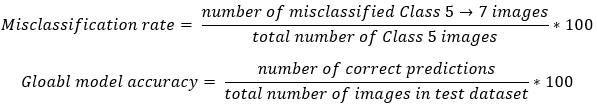 Misclassification rate = number of misclassified Class 5 → 7 images / total number of Class 5 images * 100
Gloabl model accuracy = number of correct predictions / total number of images in test dataset * 100